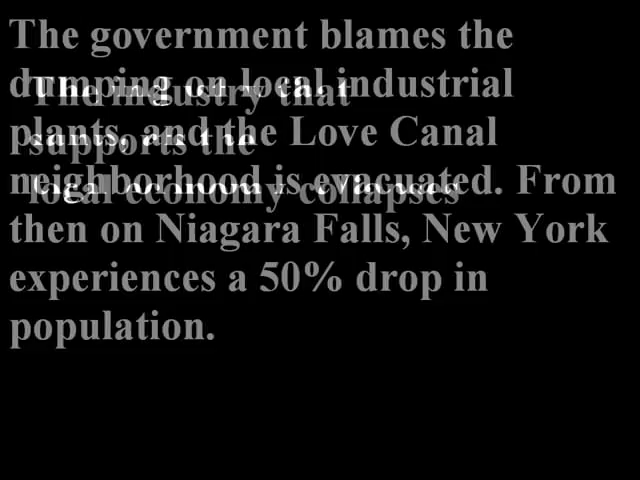 The government blames the
dumping on local industrial
plants, and the Love Canal
neighborhood is evacuated. From
then on Niagara Falls, New York
experiences a 50% drop in
population.
The industry that
supports the
local economy collapses